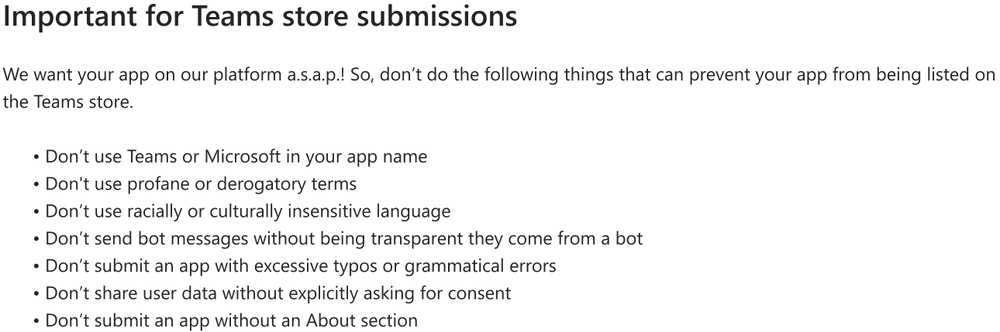 Important for Teams store submissions
We want your app on our platform a.s.a.p.! So, don’t do the following things that can prevent your app from being listed on
the Teams store.
• Don’t use Teams or Microsoft in your app name
• Don't use profane or derogatory terms
• Don’t use racially or culturally insensitive language
• Don’t send bot messages without being transparent they come from a bot
• Don’t submit an app with excessive typos or grammatical errors
• Don’t share user data without explicitly asking for consent
• Don’t submit an app without an About section